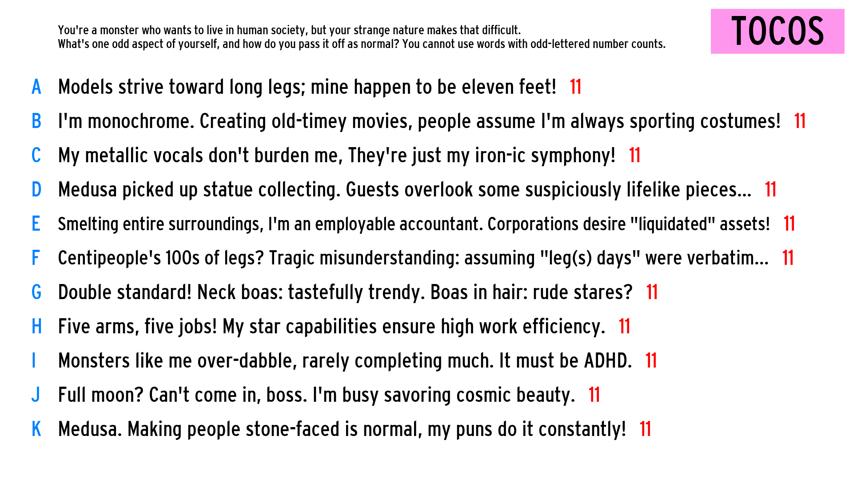 You're a monster who wants to live in human society, but your strange nature makes that difficult.
What's one odd aspect of yourself, and how do you pass it off as normal? You cannot use words with odd-lettered number counts.
TOCOS
A Models strive toward long legs; mine happen to be eleven feet! 11
B I'm monochrome. Creating old-timey movies, people assume I'm always sporting costumes! 11
C My metallic vocals don't burden me, They're just my iron-ic symphony! 11
D Medusa picked up statue collecting. Guests overlook some suspiciously lifelike pieces... 11
E Smelting entire surroundings, I'm an employable accountant. Corporations desire "liquidated" assets! 11
F Centipeople's 100s of legs? Tragic misunderstanding: assuming "leg(s) days" were verbatim... 11
G Double standard! Neck boas: tastefully trendy. Boas in hair: rude stares? 11
H Five arms, five jobs! My star capabilities ensure high work efficiency. 11
I Monsters like me over-dabble, rarely completing much. It must be ADHD. 11
J Full moon? Can't come in, boss. I'm busy savoring cosmic beauty. 11
K Medusa. Making people stone-faced is normal, my puns do it constantly! 11